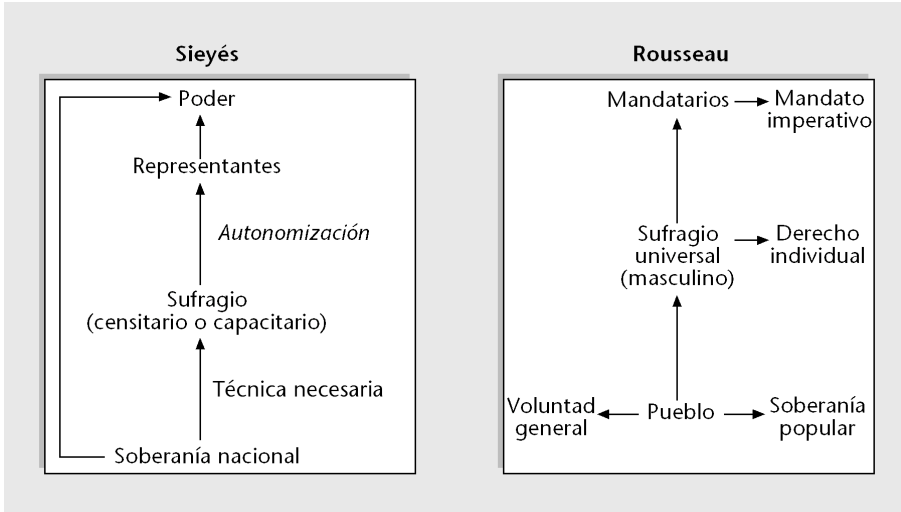 Sieyés
Poder
Representantes
Autonomización
Sufragio
(censitario o capacitario)
Técnica necesaria
Soberanía nacional
Rousseau
Mandatarios
Mandato
imperativo
Sufragio
universal
(masculino)
Derecho
individual
Voluntad
general
Pueblo
Soberanía
popular